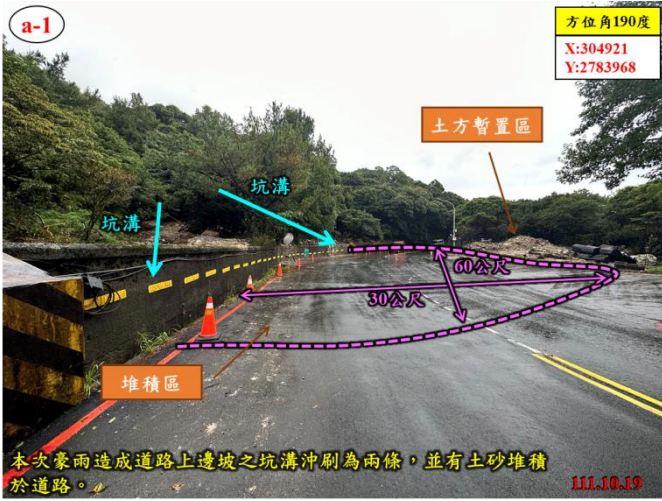 a-1
方位角190度
X:304921
Y:2783968
土方暫置區
坑溝
坑溝
60公尺
30公尺
堆積區
本次豪雨造成道路上邊坡之坑溝沖刷為兩條，並有土砂堆積
於道路。
111.10.19